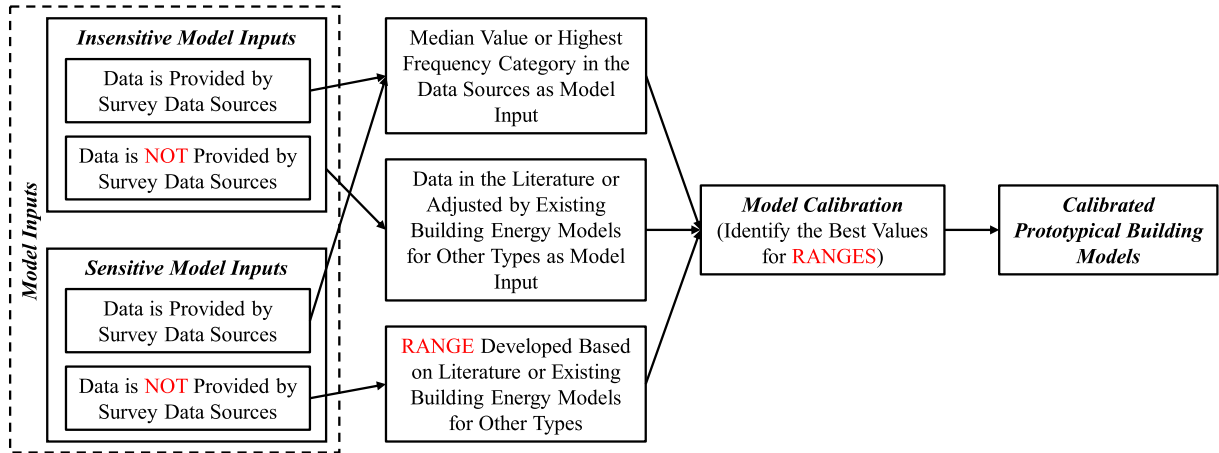 Model Inputs
Insensitive Model Inputs
Data is Provided by
Survey Data Sources
Data is NOT Provided by
Survey Data Sources
Sensitive Model Inputs
Data is Provided by
Survey Data Sources
Data is NOT Provided by
Survey Data Sources
Median Value or Highest
Frequency Category in the
Data Sources as Model
Input
Data in the Literature or
Adjusted by Existing
Building Energy Models
for Other Types as Model
Input
RANGE Developed Based
on Literature or Existing
Building Energy Models
for Other Types
Model Calibration
(Identify the Best Values
for RANGES)
Calibrated
Prototypical Building
Models